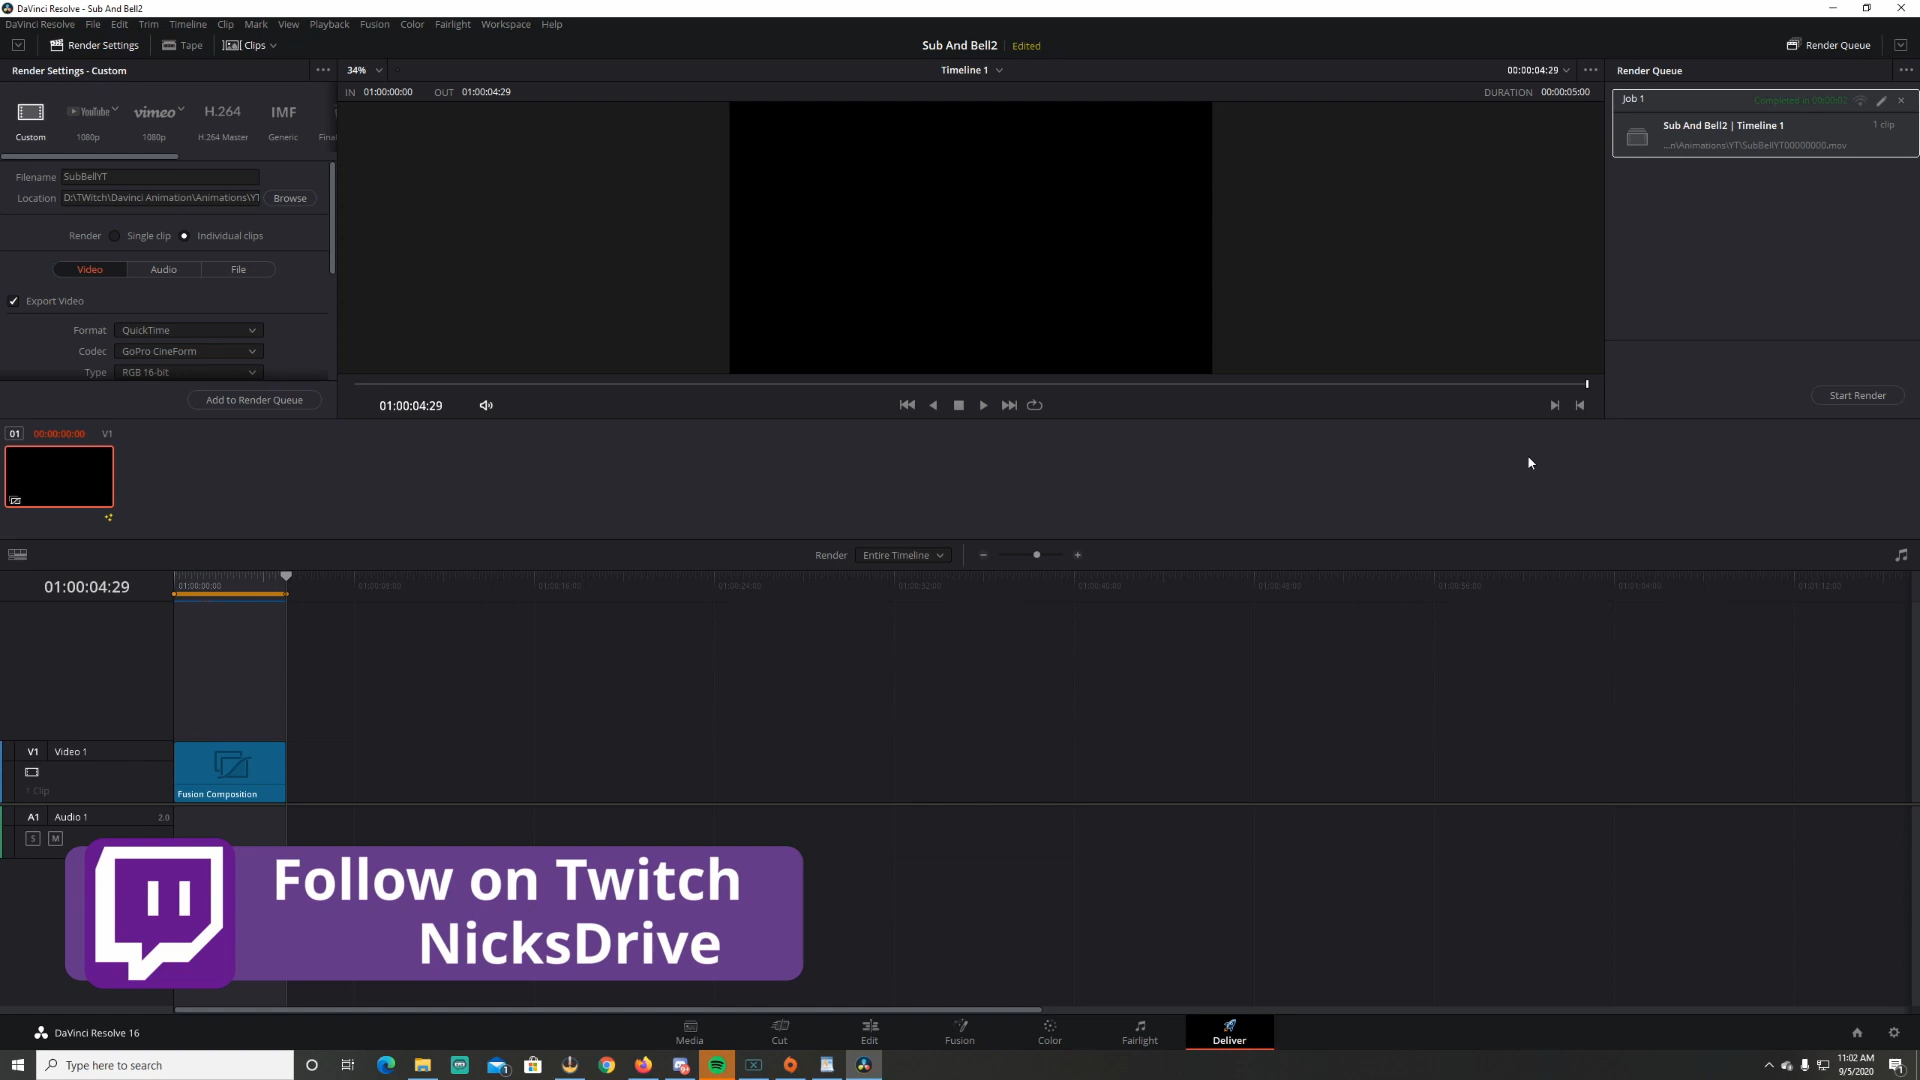 DaVinci Resolve - Sub And Bell2
DaVinci Resolve File Edit Trim Timeline Clip Mark View Playback Fusion Color Fairlight Workspace Help
Render Settings Tape Clips Sub And Bell2 Edited Render Queue
Render Settings - Custom 34% Timeline 1 00:00:04:29 Render Queue
IN 01:00:00:00 OUT 01:00:04:29 DURATION 00:00:05:00
Job 1 Completed in 00:00:02
YouTube vimeo H.264 IMF
Custom 1080p 1080p H.264 Master Generic Final
Sub And Bell2 | Timeline 1 1 clip
...n\Animations\YT\SubBellYT00000000.mov
Filename SubBellYT
Location D:\TWitch\Davinci Animation\Animations\YT Browse
Render Single clip Individual clips
Video Audio File
Export Video
Format QuickTime
Codec GoPro CineForm
Type RGB 16-bit
Add to Render Queue 01:00:04:29 Start Render
01 00:00:00:00 V1
Render Entire Timeline
01:00:04:29 01:00:00:00 01:00:08:00 01:00:16:00 01:00:24:00 01:00:32:00 01:00:40:00 01:00:48:00 01:00:56:00 01:01:04:00 01:01:12:00
V1 Video 1
1 Clip
Fusion Composition
A1 Audio 1 2.0
S M
Follow on Twitch
NicksDrive
DaVinci Resolve 16 Media Cut Edit Fusion Color Fairlight Deliver
Type here to search 11:02 AM
9/5/2020